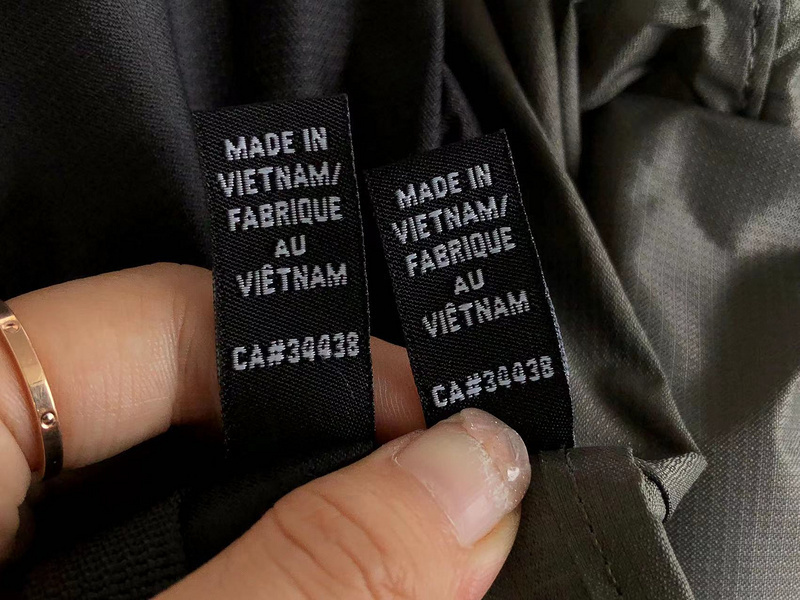 MADE IN
VIETNAM/
FABRIQUE
AU
VIÊTNAM
CA#34438
MADE IN
VIETNAM/
FABRIQUE
AU
VIÊTNAM
CA#34438